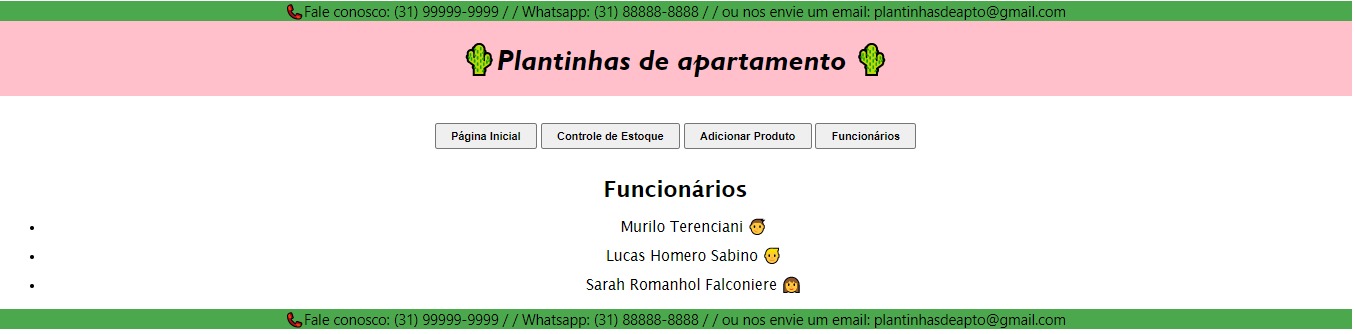 📞Fale conosco: (31) 99999-9999 / / Whatsapp: (31) 88888-8888 / / ou nos envie um email: plantinhasdeapto@gmail.com
🌵Plantinhas de apartamento 🌵
Página Inicial Controle de Estoque Adicionar Produto Funcionários
Funcionários
• Murilo Terenciani 👨
• Lucas Homero Sabino 👱
• Sarah Romanhol Falconiere 👩
📞Fale conosco: (31) 99999-9999 / / Whatsapp: (31) 88888-8888 / / ou nos envie um email: plantinhasdeapto@gmail.com